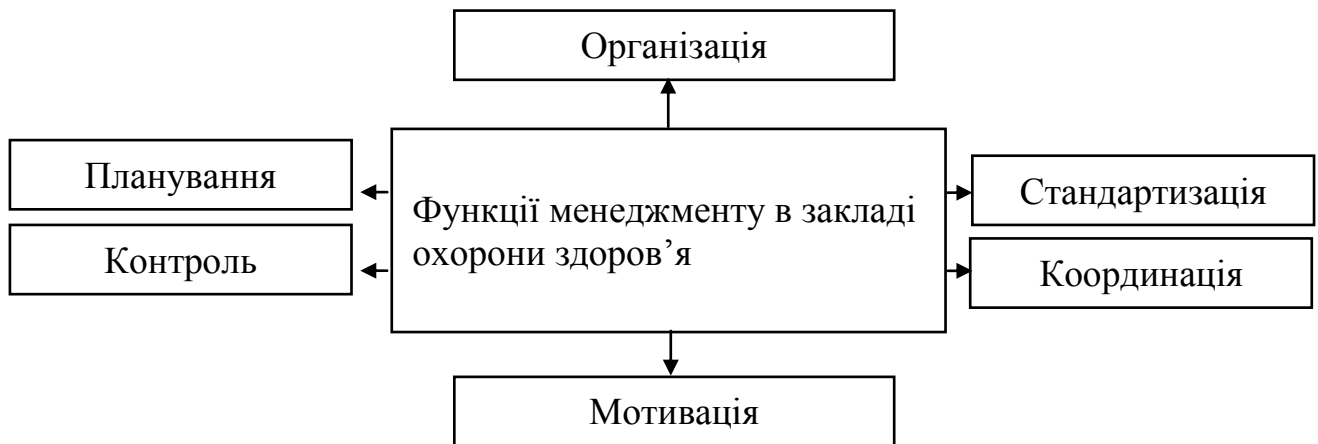 Організація
Планування
Стандартизація
Функції менеджменту в закладі
охорони здоров’я
Контроль
Координація
Мотивація